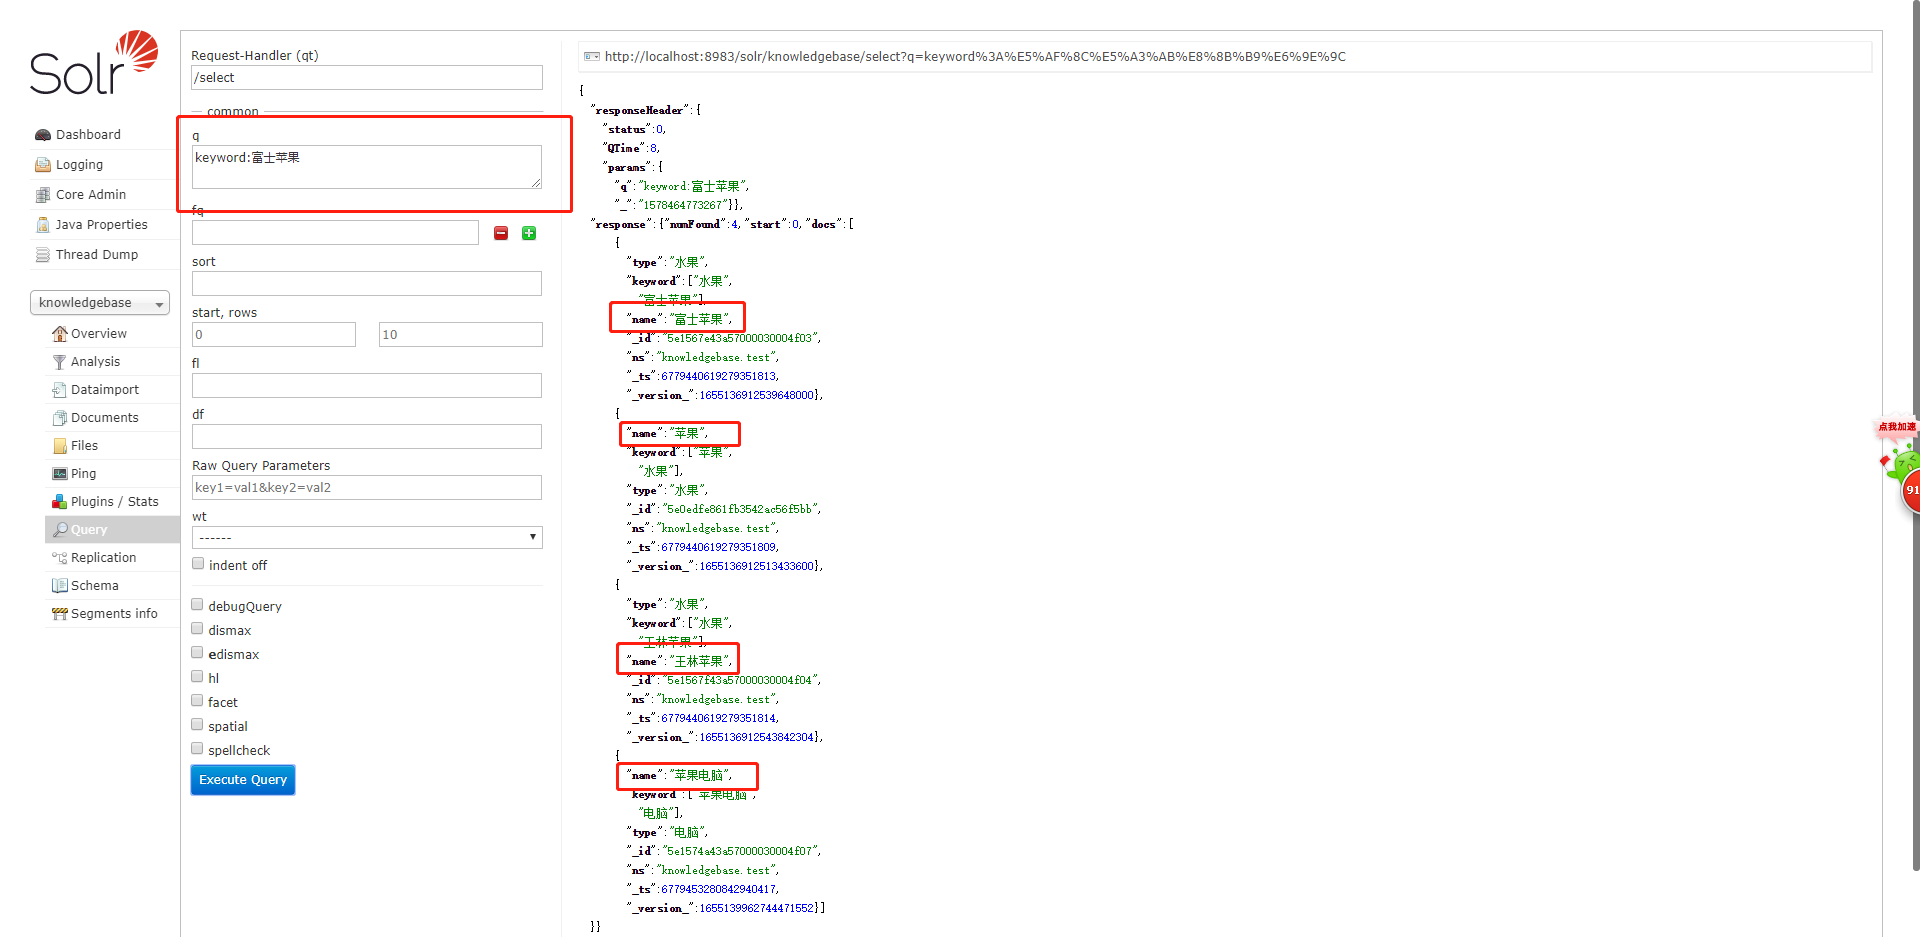 Solr
Dashboard
Logging
Core Admin
Java Properties
Thread Dump
knowledgebase
Overview
Analysis
Dataimport
Documents
Files
Ping
Plugins / Stats
Query
Replication
Schema
Segments info
Request-Handler (qt)
/select
common
q
keyword:富士苹果
fq
sort
start, rows
0 10
fl
df
Raw Query Parameters
key1=val1&key2=val2
wt
------
indent off
debugQuery
dismax
edismax
hl
facet
spatial
spellcheck
Execute Query
http://localhost:8983/solr/knowledgebase/select?q=keyword%3A%E5%AF%8C%E5%A3%AB%E8%8B%B9%E6%9E%9C
{
"responseHeader":{
"status":0,
"QTime":8,
"params":{
"q":"keyword:富士苹果",
"_":"1578464773267"}},
"response":{"numFound":4,"start":0,"docs":[
{
"type":"水果",
"keyword":["水果",
"富士苹果"],
"name":"富士苹果",
"_id":"5e1567e43a57000030004f03",
"ns":"knowledgebase.test",
"_ts":6779440619279351813,
"_version_":1655136912539648000},
{
"name":"苹果",
"keyword":["苹果",
"水果"],
"type":"水果",
"_id":"5e0edfe861fb3542ac56f5bb",
"ns":"knowledgebase.test",
"_ts":6779440619279351809,
"_version_":1655136912513433600},
{
"type":"水果",
"keyword":["水果",
"王林苹果"],
"name":"王林苹果",
"_id":"5e1567f43a57000030004f04",
"ns":"knowledgebase.test",
"_ts":6779440619279351814,
"_version_":1655136912543842304},
{
"name":"苹果电脑",
"keyword":["苹果电脑",
"电脑"],
"type":"电脑",
"_id":"5e1574a43a57000030004f07",
"ns":"knowledgebase.test",
"_ts":6779453280842940417,
"_version_":1655139962744471552}]
}}
点我加速
91